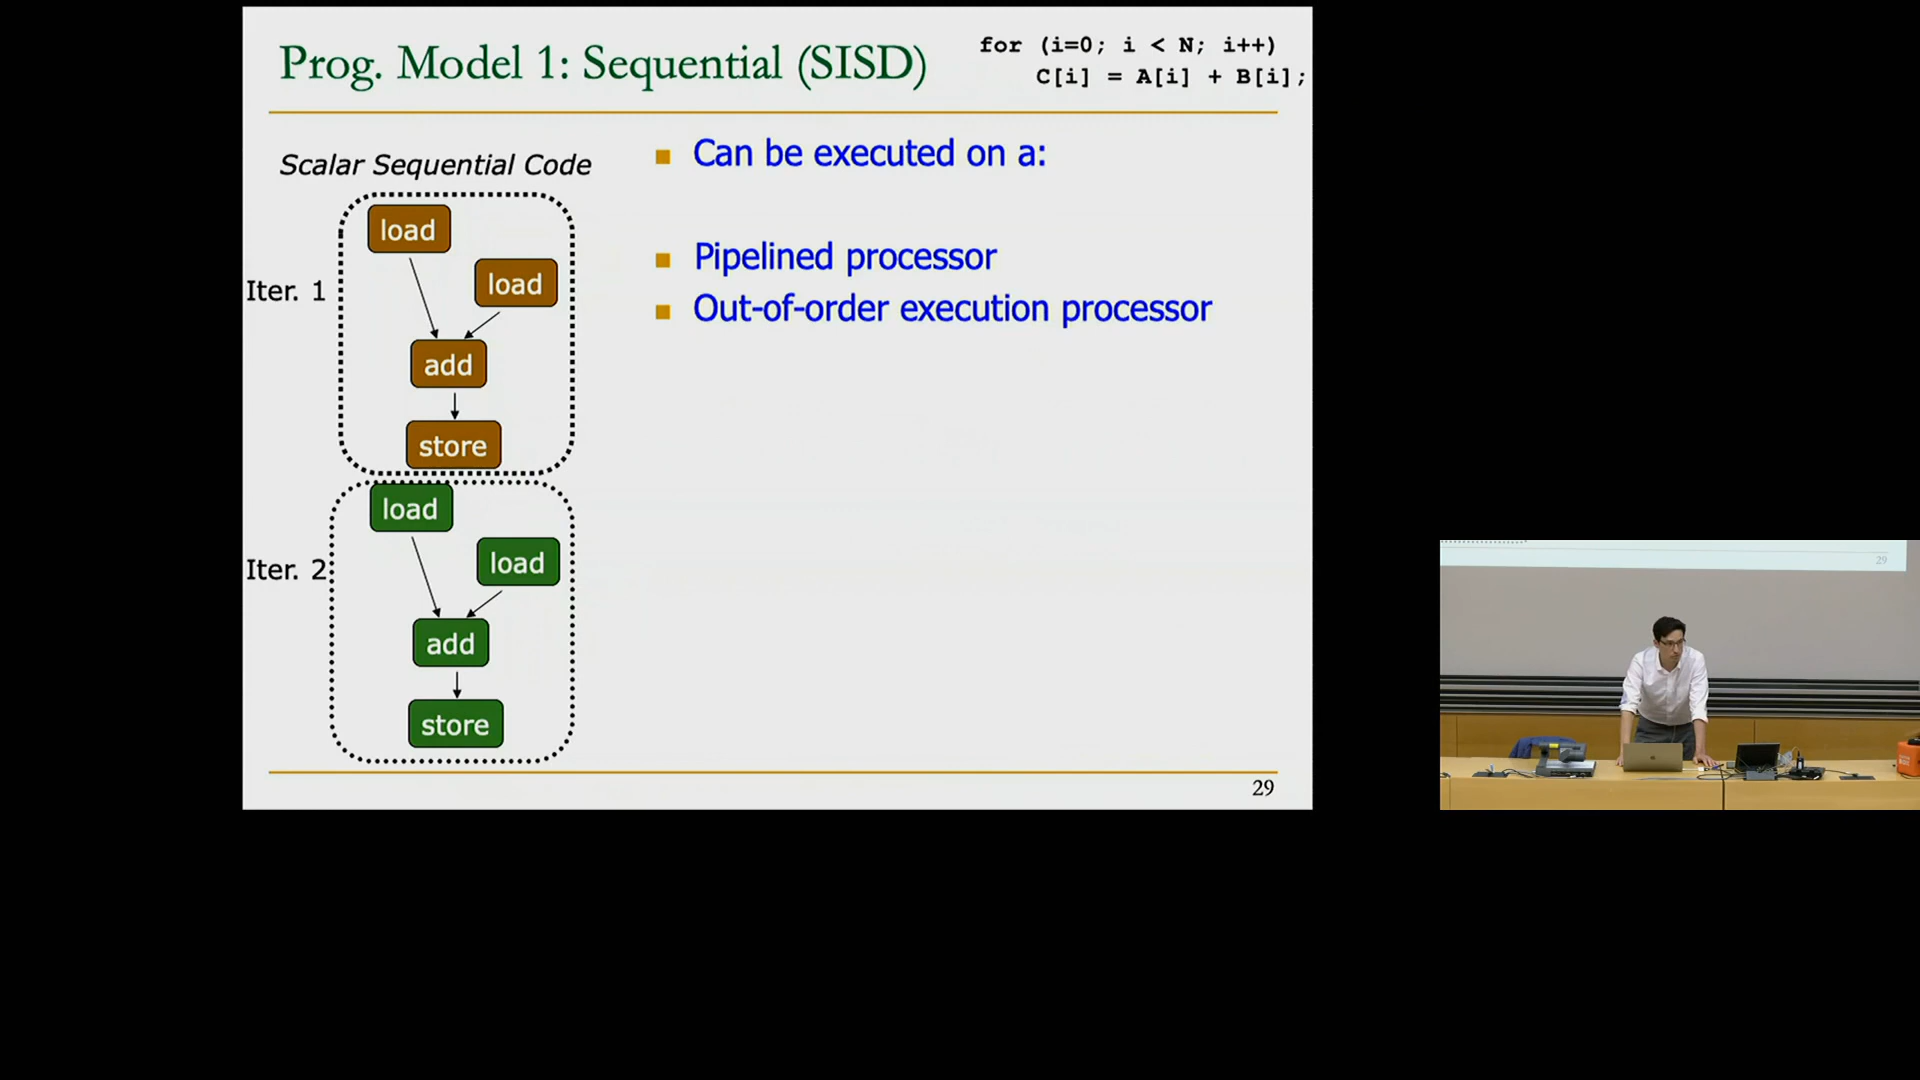 Prog. Model 1: Sequential (SISD)
for (i=0; i < N; i++)
C[i] = A[i] + B[i];
Scalar Sequential Code
Can be executed on a:
Pipelined processor
Out-of-order execution processor
Iter. 1
load
load
add
store
Iter. 2
load
load
add
store
29
29